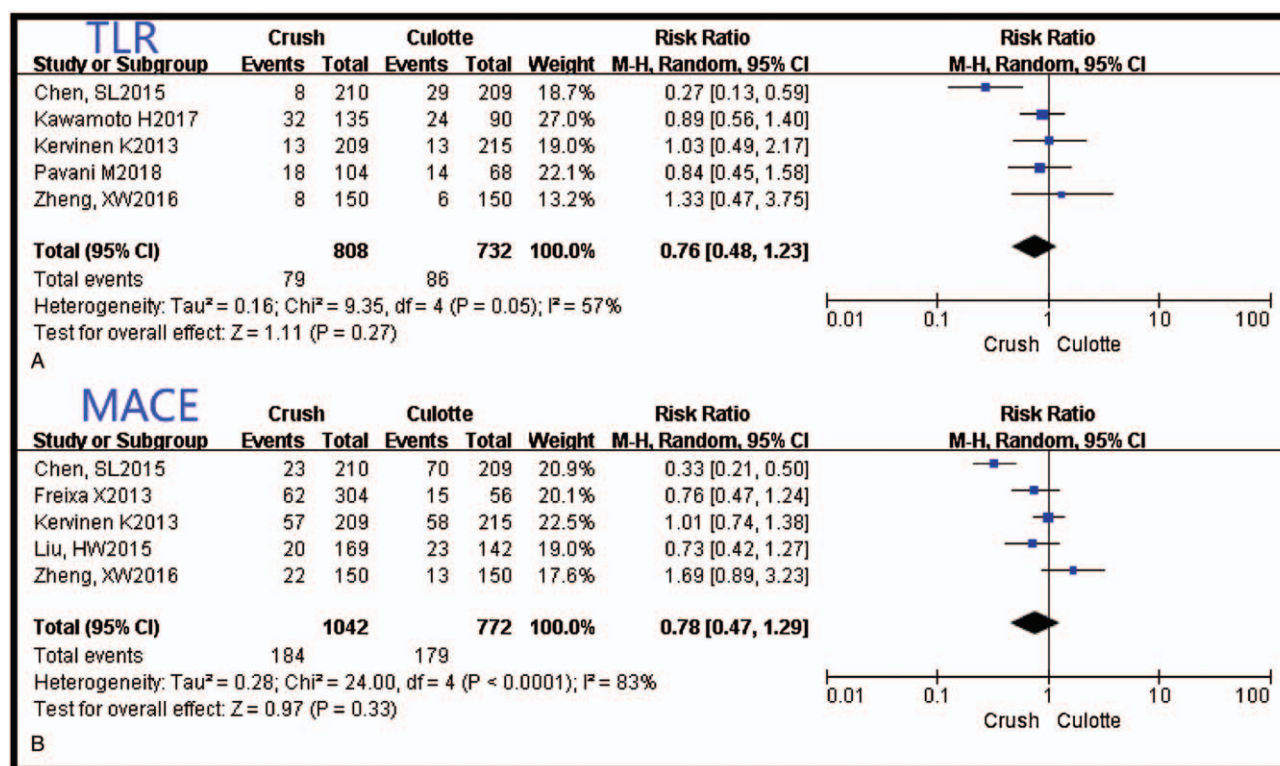 TLR
Crush Culotte Risk Ratio Risk Ratio
Study or Subgroup Events Total Events Total Weight M-H, Random, 95% CI M-H, Random, 95% CI
Chen, SL2015 8 210 29 209 18.7% 0.27 [0.13, 0.59]
Kawamoto H2017 32 135 24 90 27.0% 0.89 [0.56, 1.40]
Kervinen K2013 13 209 13 215 19.0% 1.03 [0.49, 2.17]
Pavani M2018 18 104 14 68 22.1% 0.84 [0.45, 1.58]
Zheng, XW2016 8 150 6 150 13.2% 1.33 [0.47, 3.75]
Total (95% CI) 808 732 100.0% 0.76 [0.48, 1.23]
Total events 79 86
Heterogeneity: Tau² = 0.16; Chi² = 9.35, df = 4 (P = 0.05); I² = 57%
Test for overall effect: Z = 1.11 (P = 0.27)
0.01 0.1 1 10 100
Crush Culotte
A
MACE
Crush Culotte Risk Ratio Risk Ratio
Study or Subgroup Events Total Events Total Weight M-H, Random, 95% CI M-H, Random, 95% CI
Chen, SL2015 23 210 70 209 20.9% 0.33 [0.21, 0.50]
Freixa X2013 62 304 15 56 20.1% 0.76 [0.47, 1.24]
Kervinen K2013 57 209 58 215 22.5% 1.01 [0.74, 1.38]
Liu, HW2015 20 169 23 142 19.0% 0.73 [0.42, 1.27]
Zheng, XW2016 22 150 13 150 17.6% 1.69 [0.89, 3.23]
Total (95% CI) 1042 772 100.0% 0.78 [0.47, 1.29]
Total events 184 179
Heterogeneity: Tau² = 0.28; Chi² = 24.00, df = 4 (P < 0.0001); I² = 83%
Test for overall effect: Z = 0.97 (P = 0.33)
0.01 0.1 1 10 100
Crush Culotte
B